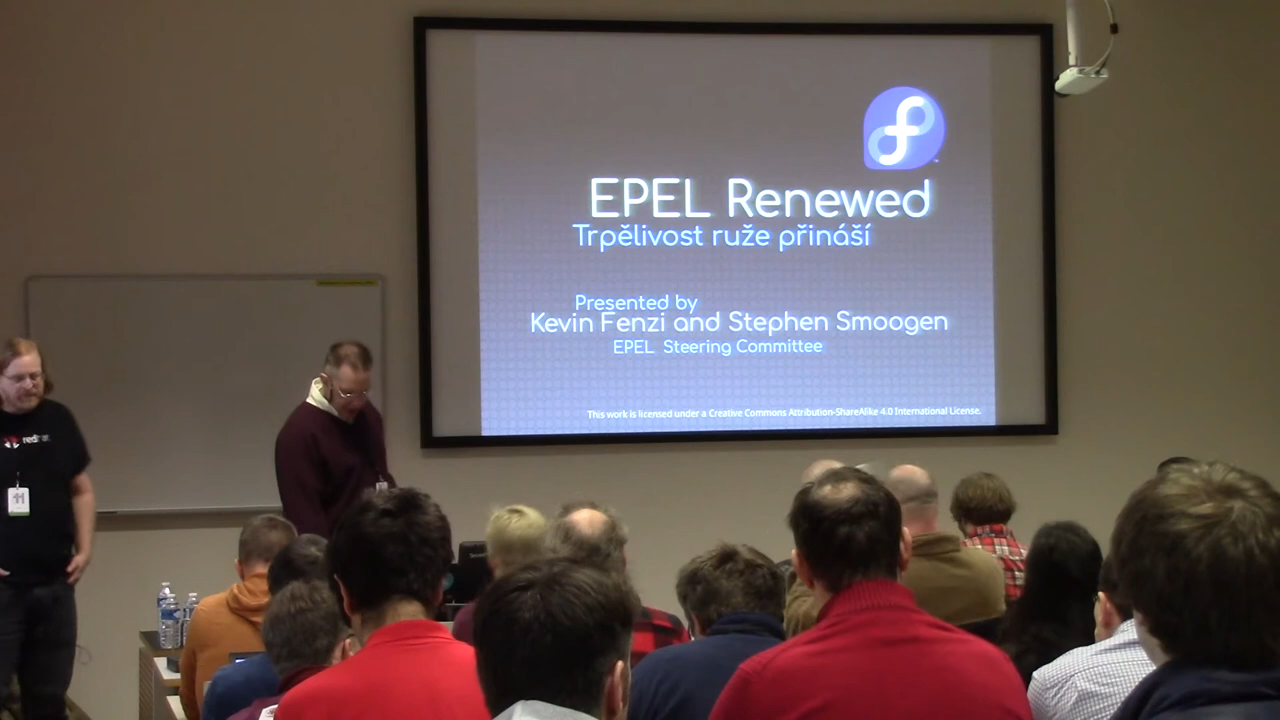 EPEL Renewed
Trpělivost ruže přináší
Presented by
Kevin Fenzi and Stephen Smoogen
EPEL Steering Committee
This work is licensed under a Creative Commons Attribution-ShareAlike 4.0 International License.